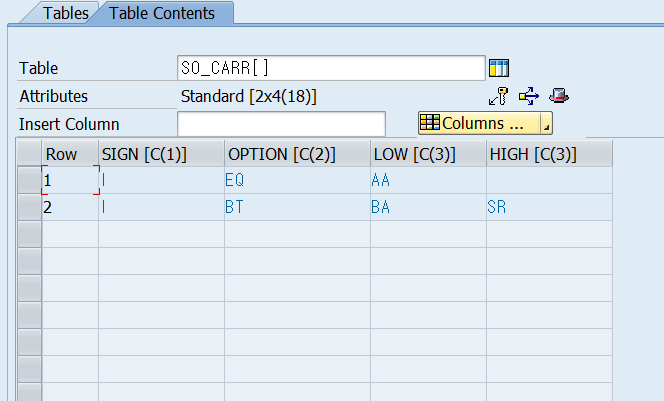 Tables Table Contents
Table SO_CARR[]
Attributes Standard [2x4(18)]
Insert Column Columns ...
Row SIGN [C(1)] OPTION [C(2)] LOW [C(3)] HIGH [C(3)]
1 I EQ AA
2 I BT BA SR